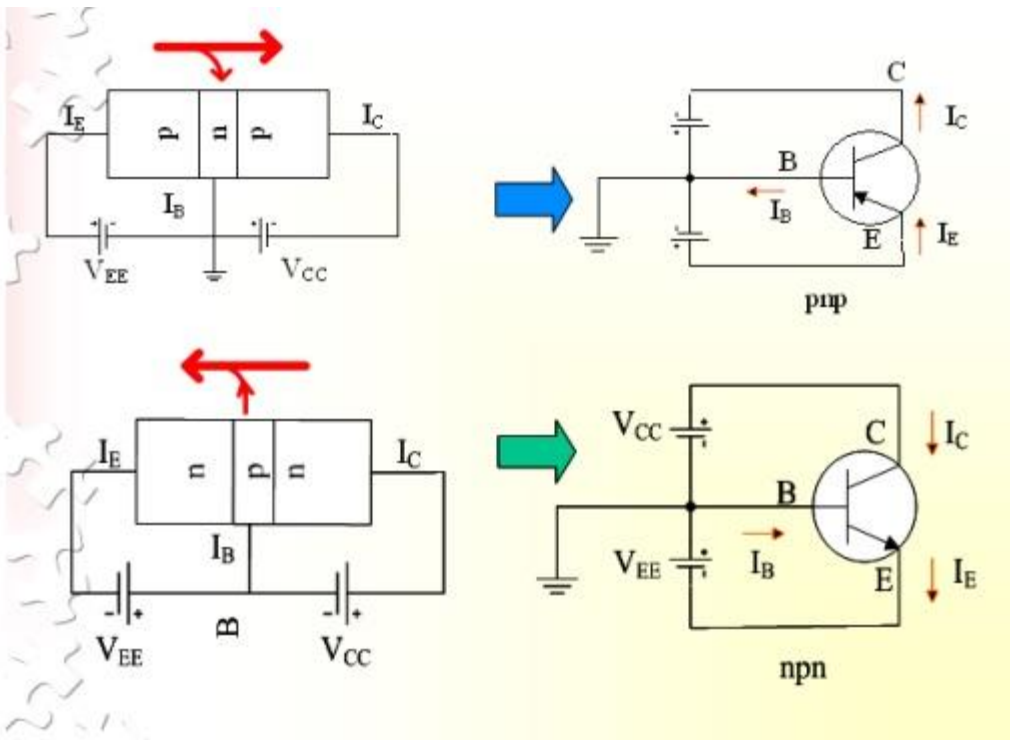 I_E
p
n
p
I_C
I_B
+
-
+
-
V_EE
V_CC
C
I_C
B
I_B
E
I_E
pnp
I_E
n
p
n
I_C
I_B
-
+
-
+
V_EE
B
V_CC
V_CC
C
I_C
B
V_EE
I_B
E
I_E
npn